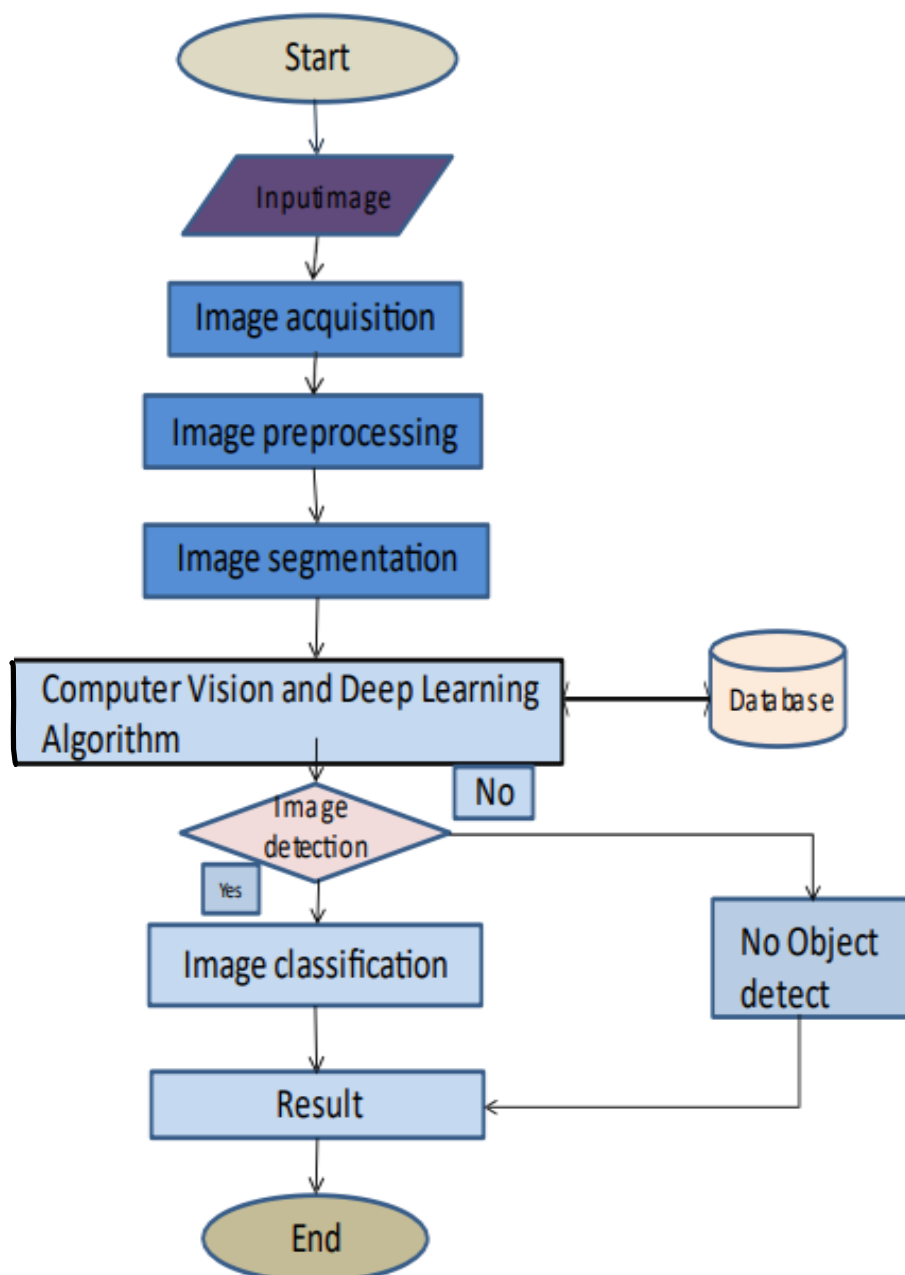 Start
Inputimage
Image acquisition
Image preprocessing
Image segmentation
Computer Vision and Deep Learning
Algorithm
Database
No
Image
detection
Yes
Image classification
No Object
detect
Result
End